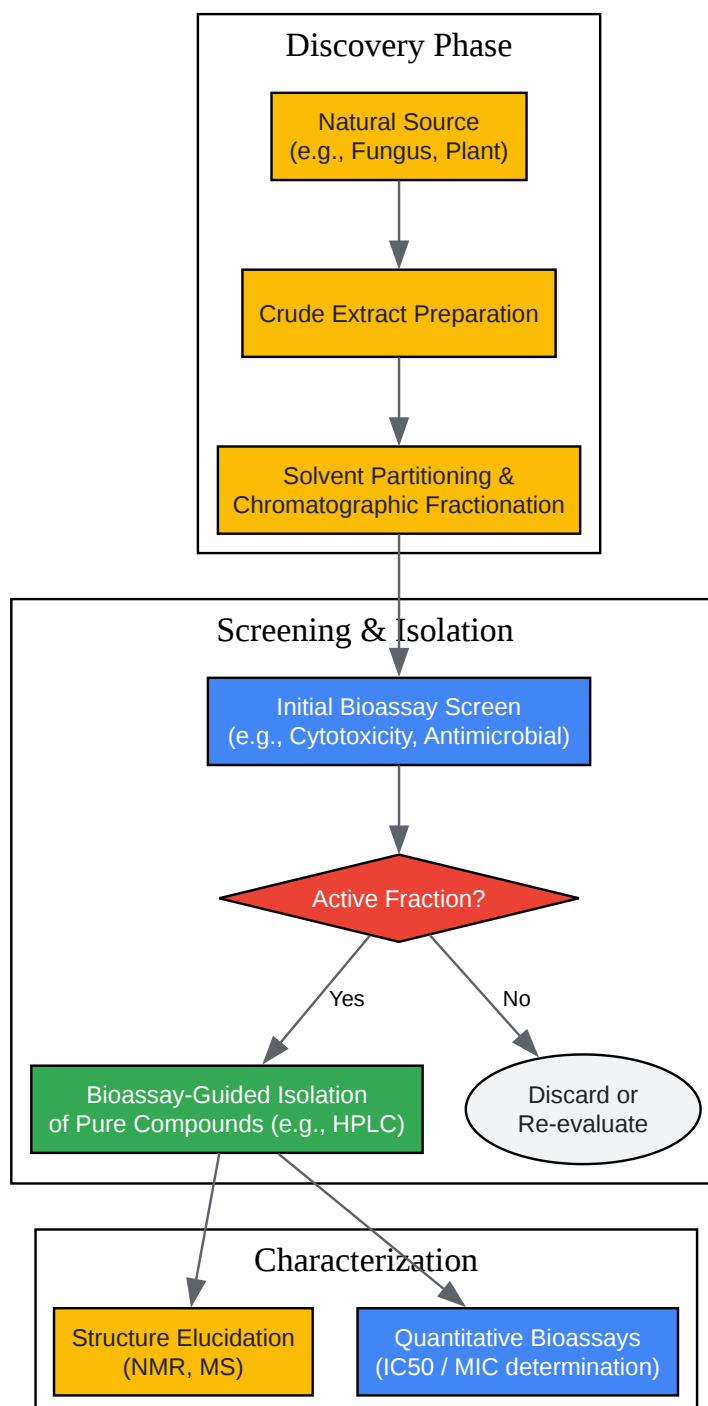 Discovery Phase
Natural Source
(e.g., Fungus, Plant)
Crude Extract Preparation
Solvent Partitioning &
Chromatographic Fractionation
Screening & Isolation
Initial Bioassay Screen
(e.g., Cytotoxicity, Antimicrobial)
Active Fraction?
Yes
No
Bioassay-Guided Isolation
of Pure Compounds (e.g., HPLC)
Discard or
Re-evaluate
Characterization
Structure Elucidation
(NMR, MS)
Quantitative Bioassays
(IC50 / MIC determination)